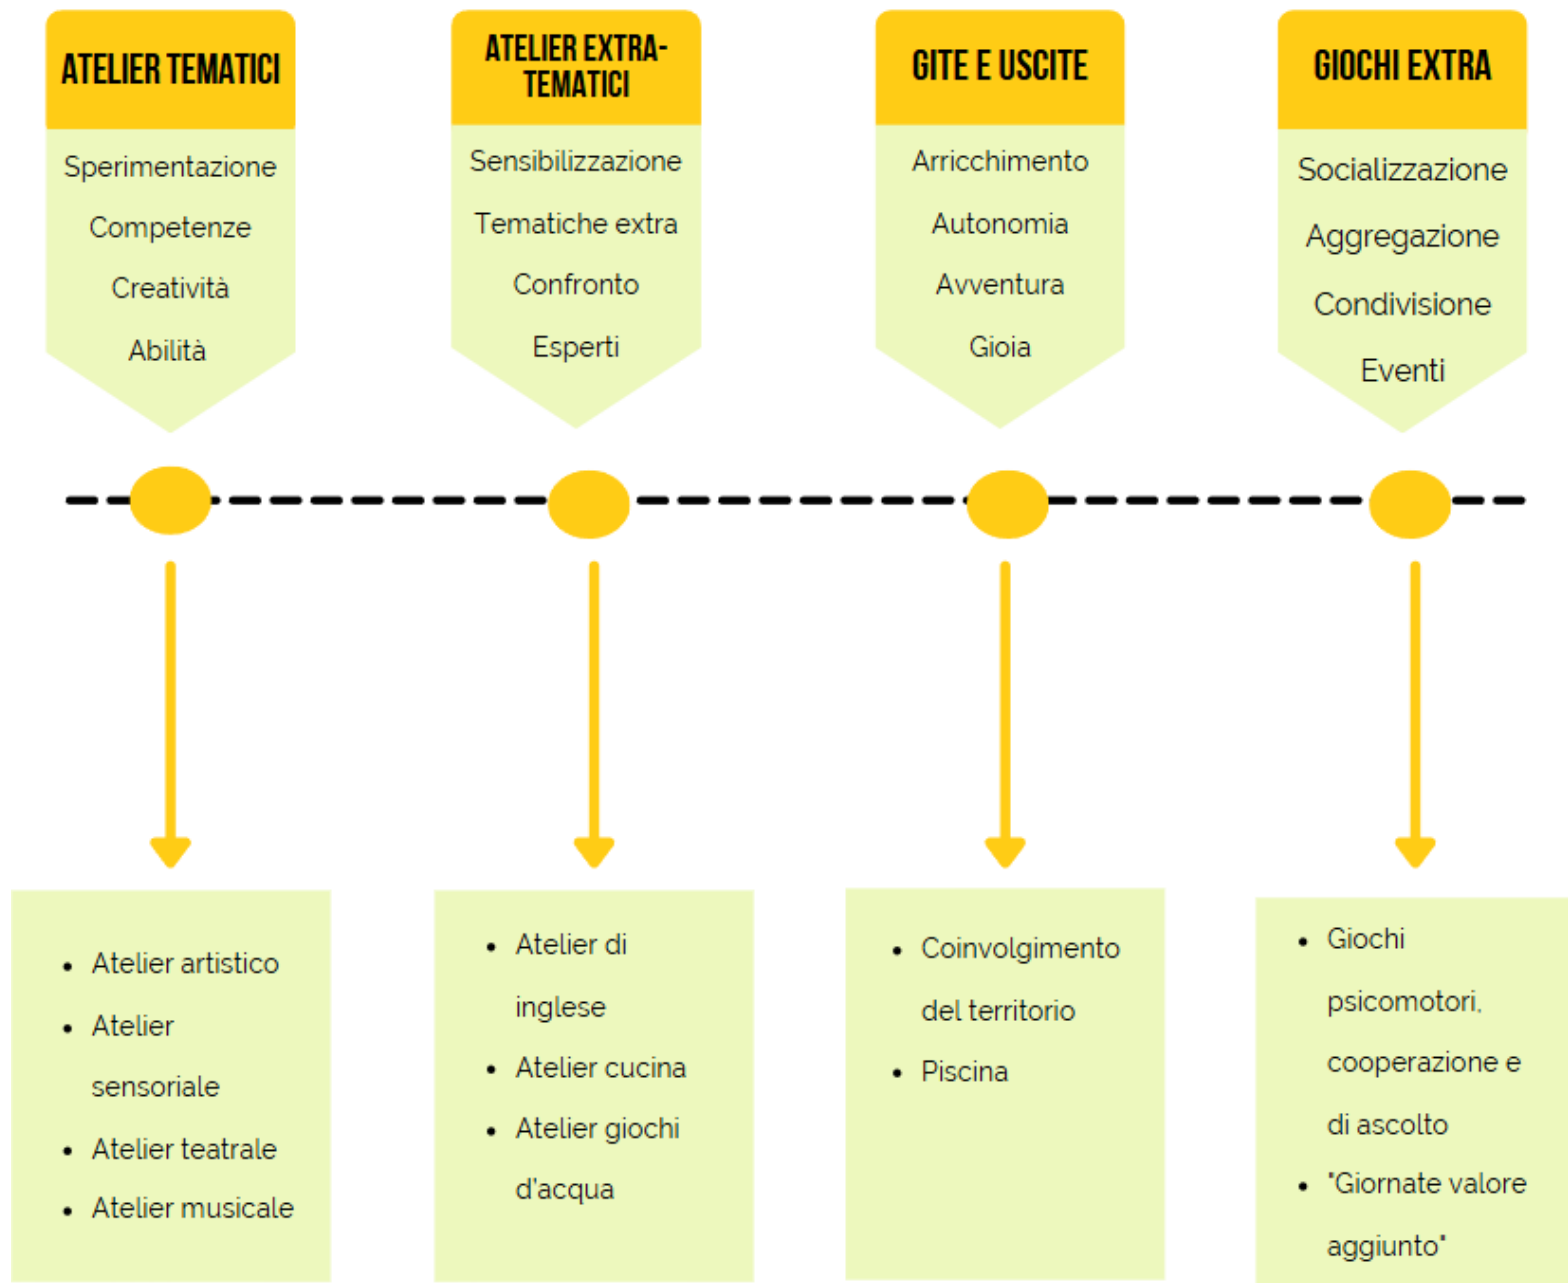 ATELIER TEMATICI
Sperimentazione
Competenze
Creatività
Abilità
ATELIER EXTRA-
TEMATICI
Sensibilizzazione
Tematiche extra
Confronto
Esperti
GITE E USCITE
Arricchimento
Autonomia
Avventura
Gioia
GIOCHI EXTRA
Socializzazione
Aggregazione
Condivisione
Eventi
• Atelier artistico
• Atelier
sensoriale
• Atelier teatrale
• Atelier musicale
• Atelier di
inglese
• Atelier cucina
• Atelier giochi
d'acqua
• Coinvolgimento
del territorio
• Piscina
• Giochi
psicomotori,
cooperazione e
di ascolto
• "Giornate valore
aggiunto"